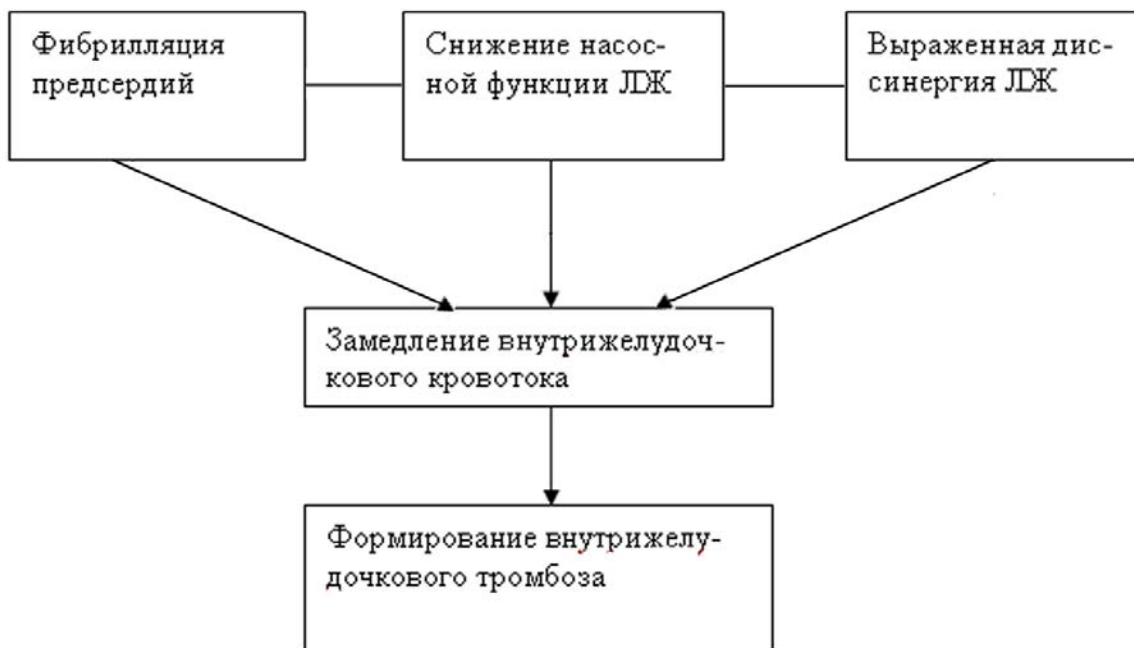 Фибрилляция
предсердий
Снижение насос-
ной функции ЛЖ
Выраженная дис-
синергия ЛЖ
Замедление внутрижелудоч-
кового кровотока
Формирование внутрижелу-
дочкового тромбоза